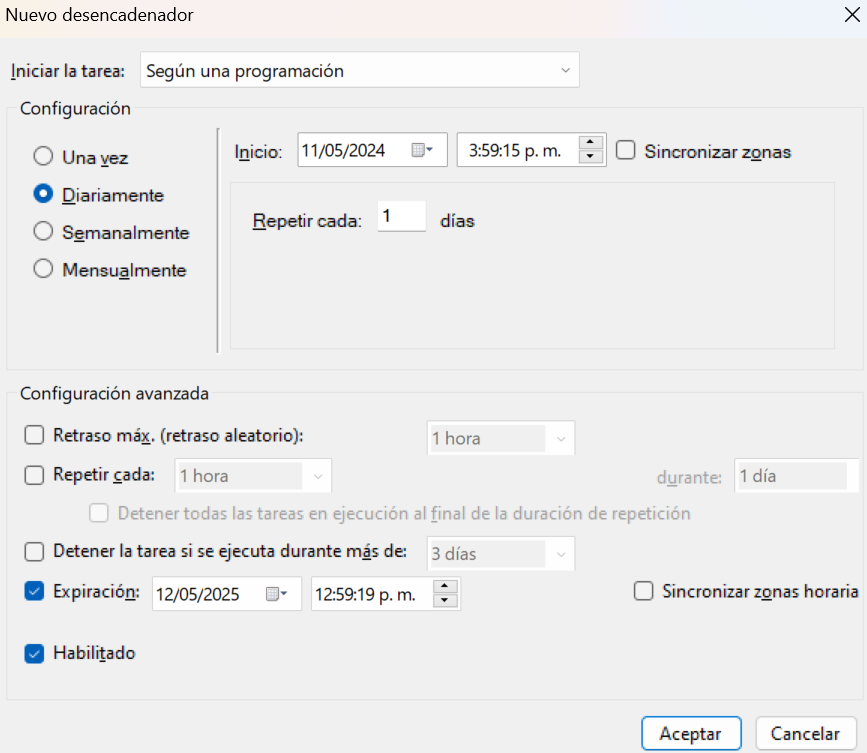 Nuevo desencadenador
Iniciar la tarea: Según una programación
Configuración
Una vez
Diariamente
Semanalmente
Mensualmente
Inicio: 11/05/2024 3:59:15 p. m. Sincronizar zonas
Repetir cada: 1 días
Configuración avanzada
Retraso máx. (retraso aleatorio): 1 hora
Repetir cada: 1 hora durante: 1 día
Detener todas las tareas en ejecución al final de la duración de repetición
Detener la tarea si se ejecuta durante más de: 3 días
Expiración: 12/05/2025 12:59:19 p. m. Sincronizar zonas horaria
Habilitado
Aceptar Cancelar